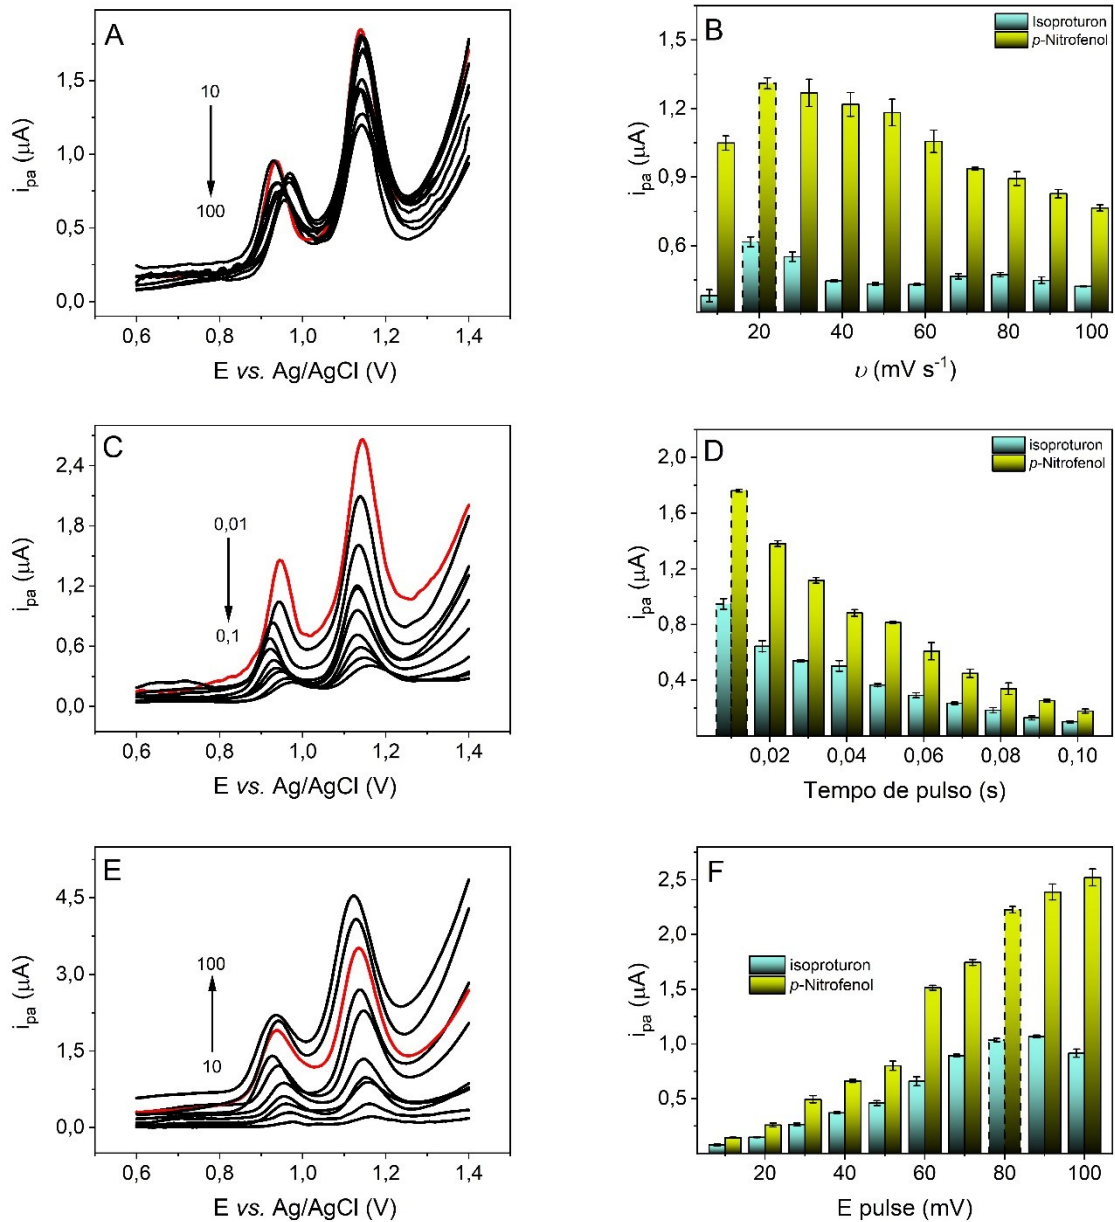 A
1,5
1,0
0,5
0,0
i_pa (µA)
10
100
0,6 0,8 1,0 1,2 1,4
E vs. Ag/AgCl (V)
B
Isoproturon
p-Nitrofenol
1,5
1,2
0,9
0,6
i_pa (µA)
20 40 60 80 100
υ (mV s⁻¹)
C
2,4
1,8
1,2
0,6
0,0
i_pa (µA)
0,01
0,1
0,6 0,8 1,0 1,2 1,4
E vs. Ag/AgCl (V)
D
isoproturon
p-Nitrofenol
2,0
1,6
1,2
0,8
0,4
i_pa (µA)
0,02 0,04 0,06 0,08 0,10
Tempo de pulso (s)
E
4,5
3,0
1,5
0,0
i_pa (µA)
100
10
0,6 0,8 1,0 1,2 1,4
E vs. Ag/AgCl (V)
F
isoproturon
p-Nitrofenol
2,5
2,0
1,5
1,0
0,5
i_pa (µA)
20 40 60 80 100
E pulse (mV)